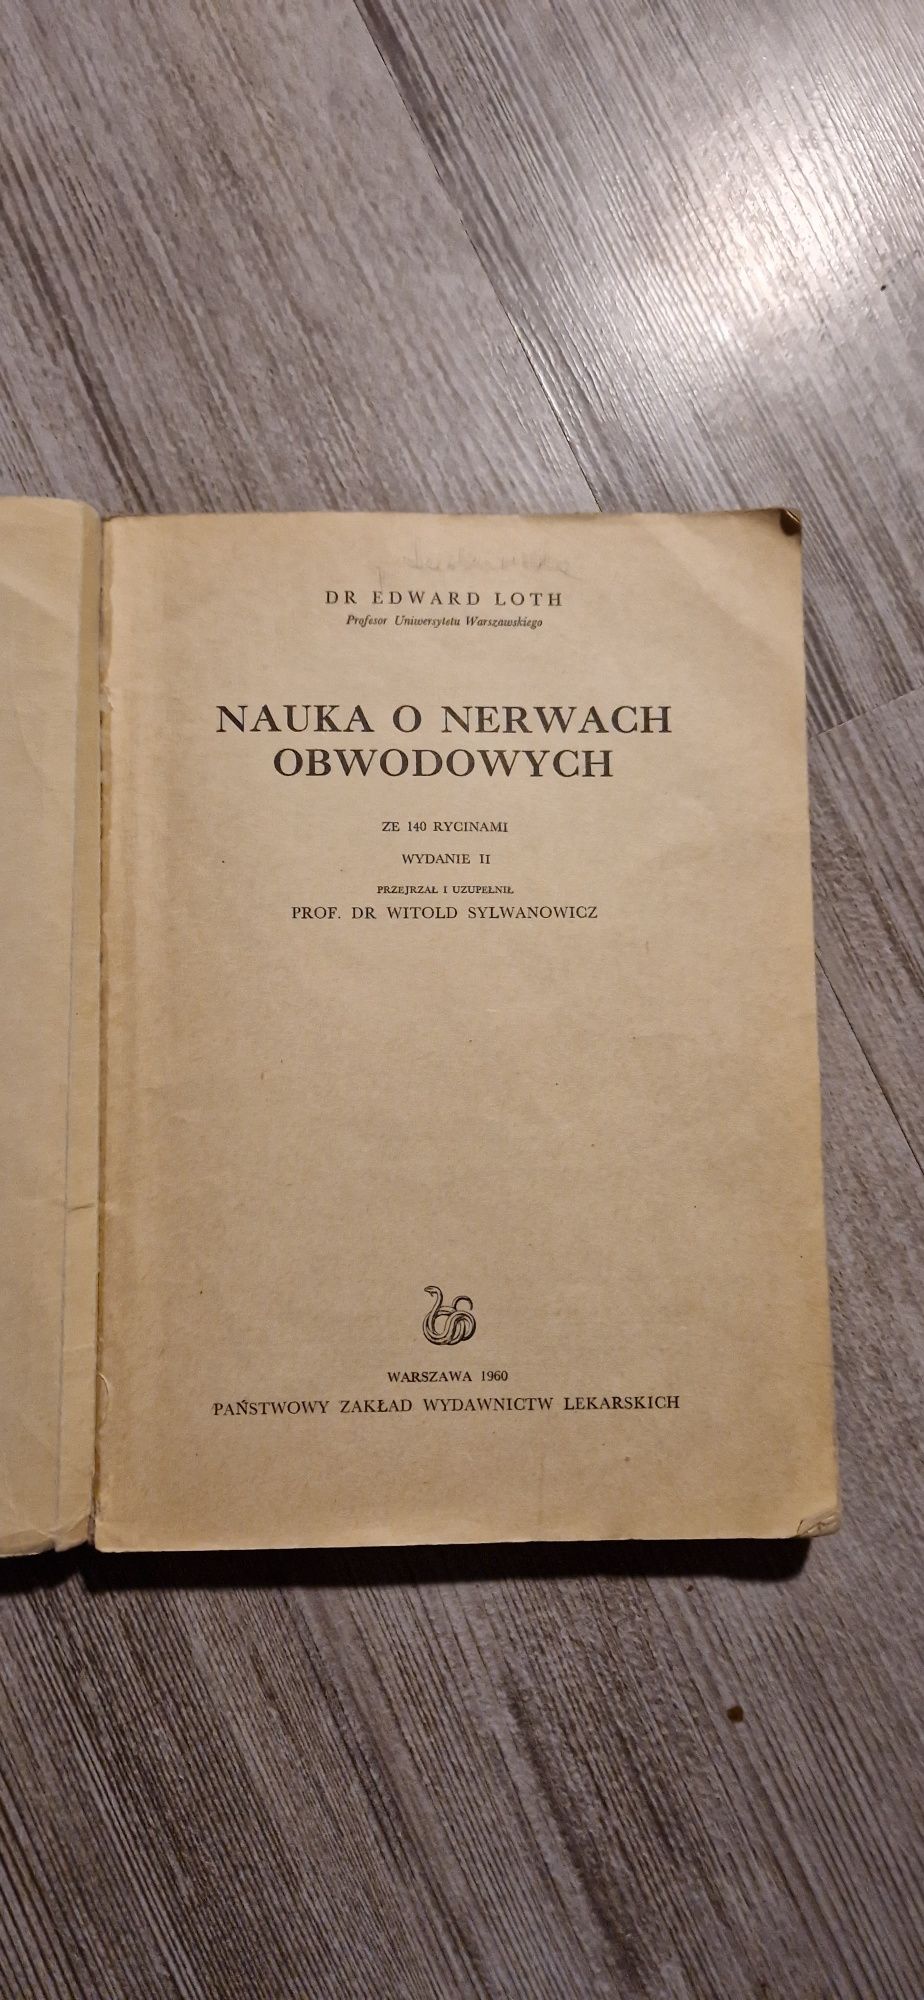 DR EDWARD LOTH
Profesor Uniwersytetu Warszawskiego
NAUKA O NERWACH
OBWODOWYCH
ZE 140 RYCINAMI
WYDANIE II
PRZEJRZAŁ I UZUPEŁNIŁ
PROF. DR WITOLD SYLWANOWICZ
WARSZAWA 1960
PAŃSTWOWY ZAKŁAD WYDAWNICTW LEKARSKICH